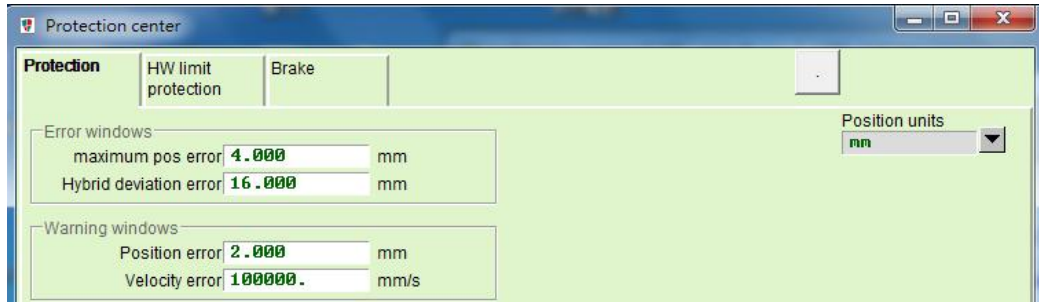 Protection center
Protection
HW limit
protection
Brake
.
Position units
mm
Error windows
maximum pos error 4.000 mm
Hybrid deviation error 16.000 mm
Warning windows
Position error 2.000 mm
Velocity error 100000. mm/s